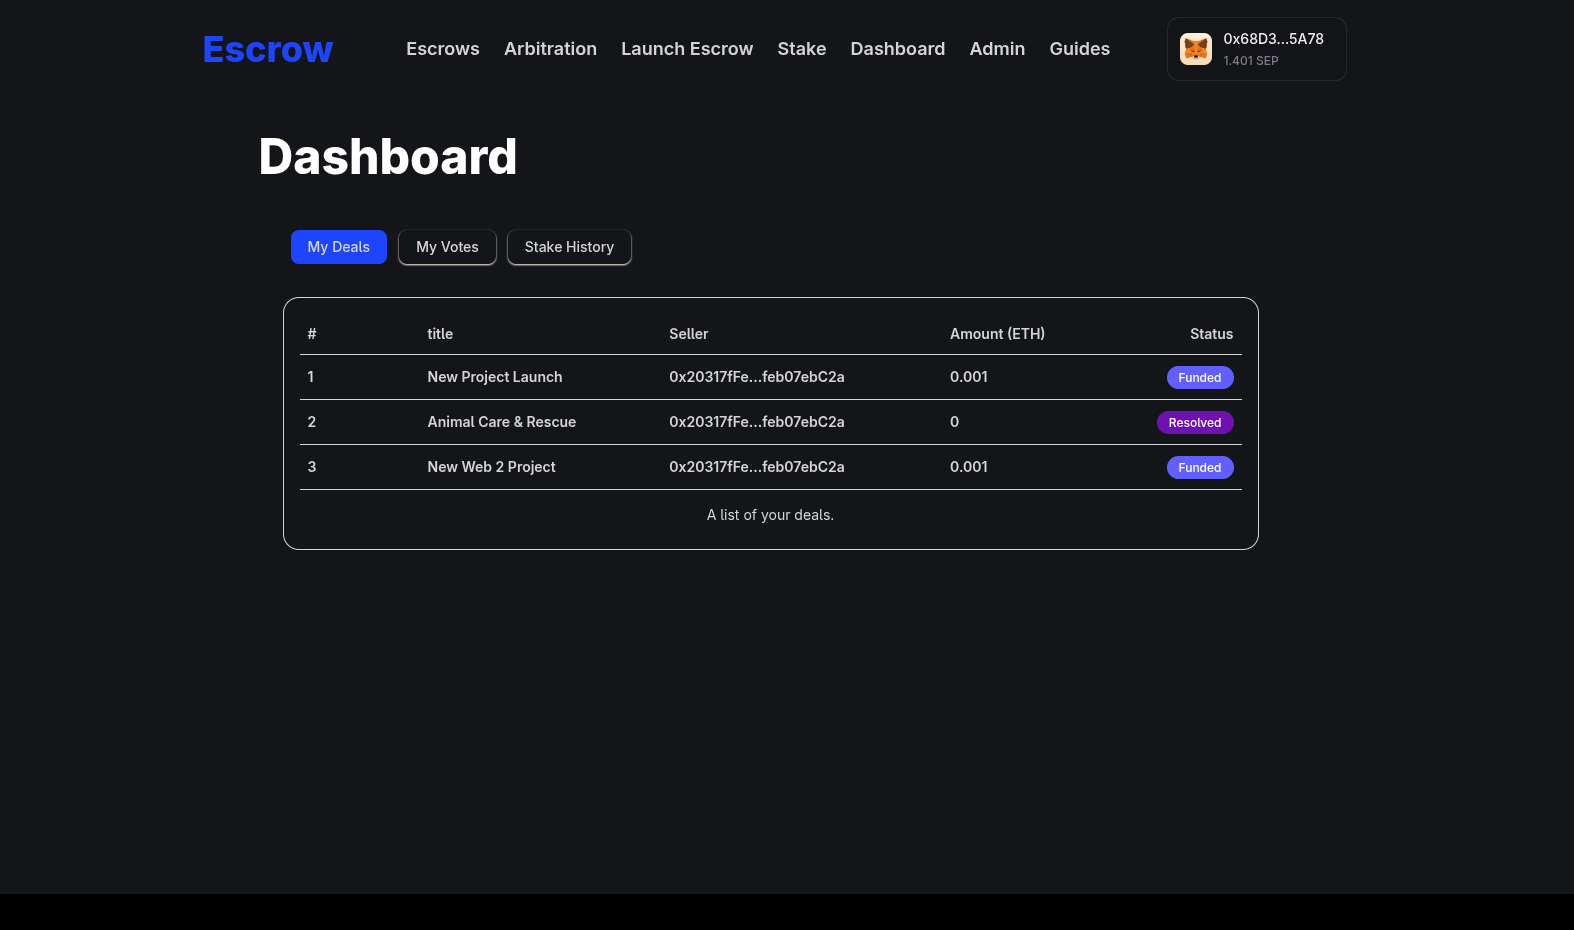 Escrow
Escrows Arbitration Launch Escrow Stake Dashboard Admin Guides
0x68D3...5A78
1.401 SEP
Dashboard
My Deals My Votes Stake History
# title Seller Amount (ETH) Status
1 New Project Launch 0x20317fFe...feb07ebC2a 0.001 Funded
2 Animal Care & Rescue 0x20317fFe...feb07ebC2a 0 Resolved
3 New Web 2 Project 0x20317fFe...feb07ebC2a 0.001 Funded
A list of your deals.